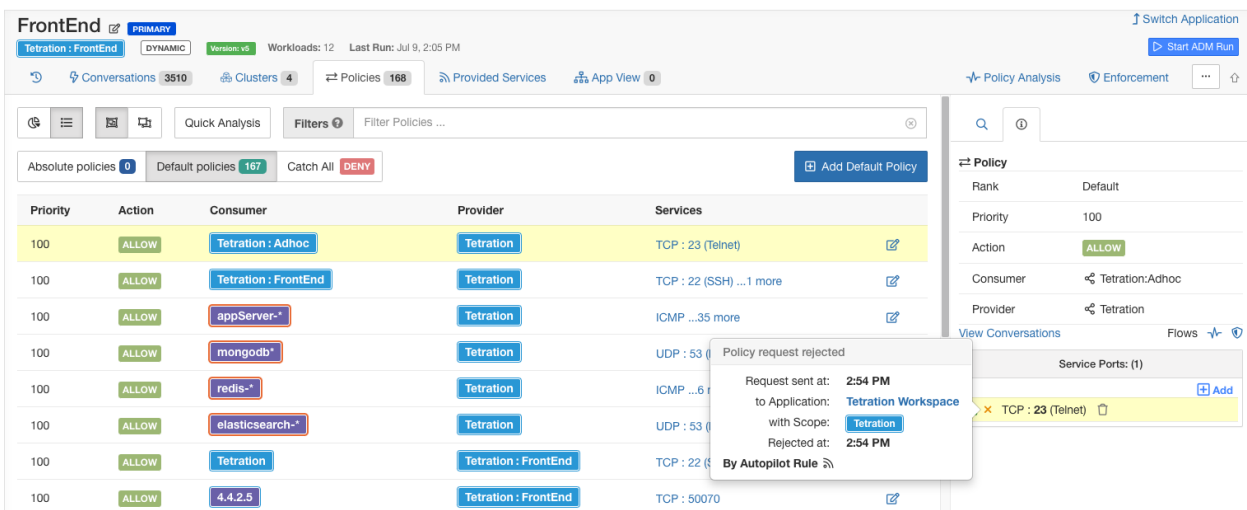 FrontEnd PRIMARY
Switch Application
Tetration : FrontEnd DYNAMIC Version: v5 Workloads: 12 Last Run: Jul 9, 2:05 PM
Start ADM Run
Conversations 3510 Clusters 4 Policies 168 Provided Services App View 0 Policy Analysis Enforcement ...
Quick Analysis Filters Filter Policies ...
Absolute policies 0 Default policies 167 Catch All DENY Add Default Policy
Priority Action Consumer Provider Services
100 ALLOW Tetration : Adhoc Tetration TCP : 23 (Telnet)
100 ALLOW Tetration : FrontEnd Tetration TCP : 22 (SSH) ...1 more
100 ALLOW appServer-* Tetration ICMP ...35 more
100 ALLOW mongodb* Tetration UDP : 53
100 ALLOW redis-* Tetration ICMP ...6
100 ALLOW elasticsearch-* Tetration UDP : 53
100 ALLOW Tetration Tetration : FrontEnd TCP : 22
100 ALLOW 4.4.2.5 Tetration : FrontEnd TCP : 50070
Policy request rejected
Request sent at: 2:54 PM
to Application: Tetration Workspace
with Scope: Tetration
Rejected at: 2:54 PM
By Autopilot Rule
Policy
Rank Default
Priority 100
Action ALLOW
Consumer Tetration:Adhoc
Provider Tetration
View Conversations Flows
Service Ports: (1)
Add
TCP : 23 (Telnet)